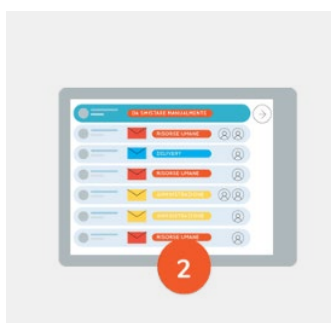 DA SMISTARE MANUALMENTE
RISORSE UMANE
DELIVERY
RISORSE UMANE
AMMINISTRAZIONE
AMMINISTRAZIONE
RISORSE UMANE
2